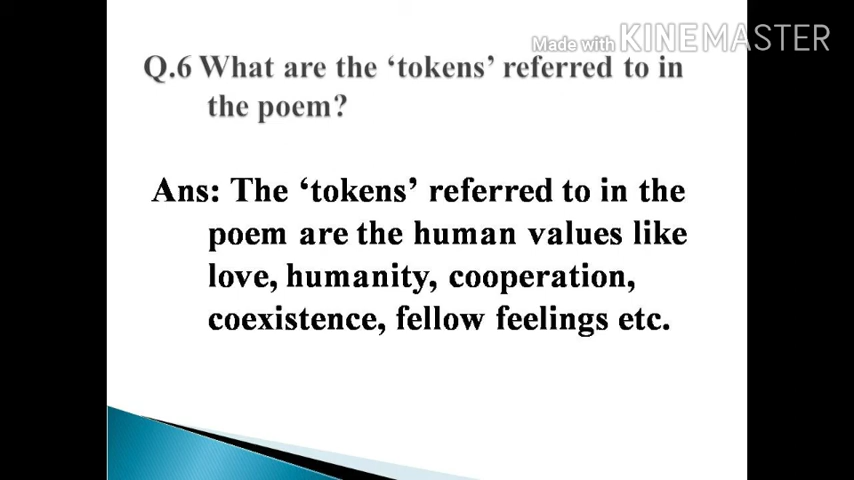 Made with KINEMASTER
Q.6 What are the ‘tokens’ referred to in
the poem?
Ans: The ‘tokens’ referred to in the
poem are the human values like
love, humanity, cooperation,
coexistence, fellow feelings etc.